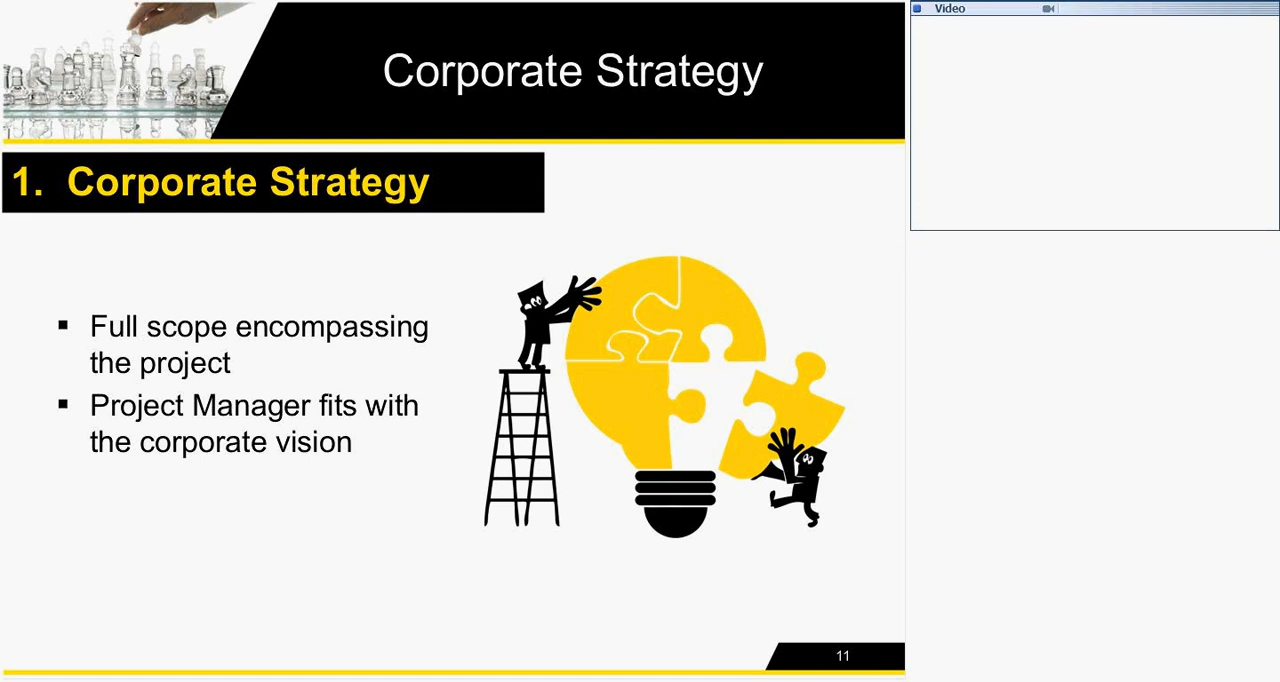 Corporate Strategy
Video
1. Corporate Strategy
▪ Full scope encompassing
the project
▪ Project Manager fits with
the corporate vision
11